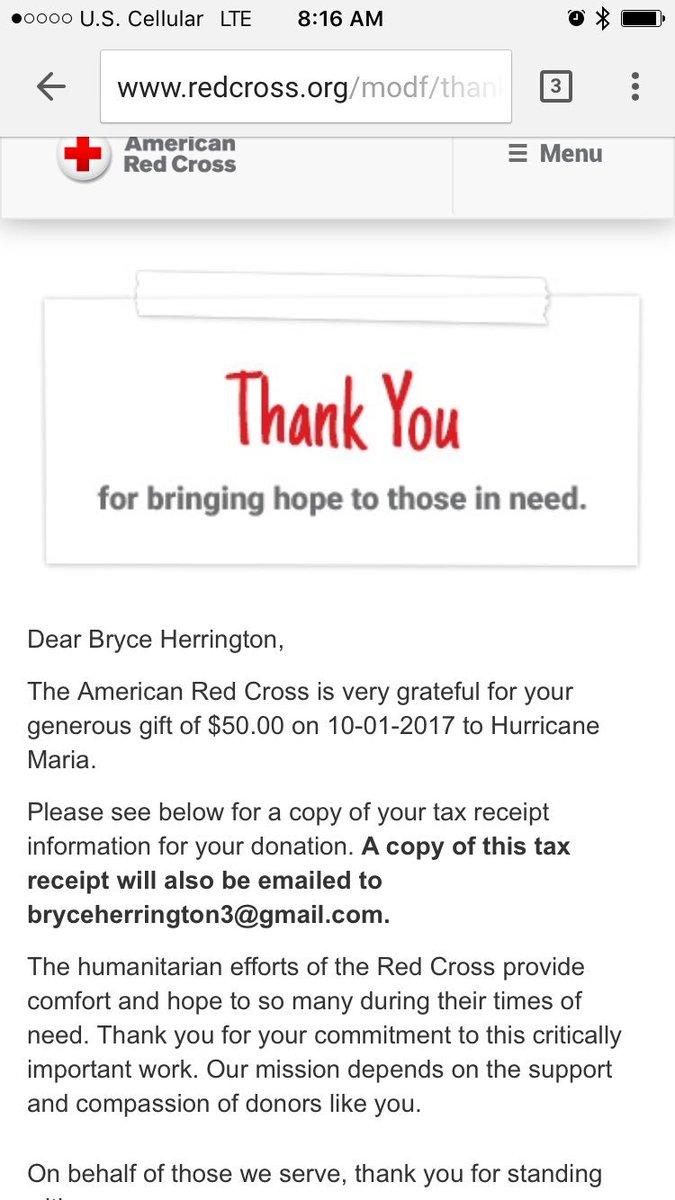 U.S. Cellular LTE 8:16 AM
www.redcross.org/modf/than
3
American
Red Cross
Menu
Thank You
for bringing hope to those in need.
Dear Bryce Herrington,
The American Red Cross is very grateful for your
generous gift of $50.00 on 10-01-2017 to Hurricane
Maria.
Please see below for a copy of your tax receipt
information for your donation. A copy of this tax
receipt will also be emailed to
bryceherrington3@gmail.com.
The humanitarian efforts of the Red Cross provide
comfort and hope to so many during their times of
need. Thank you for your commitment to this critically
important work. Our mission depends on the support
and compassion of donors like you.
On behalf of those we serve, thank you for standing